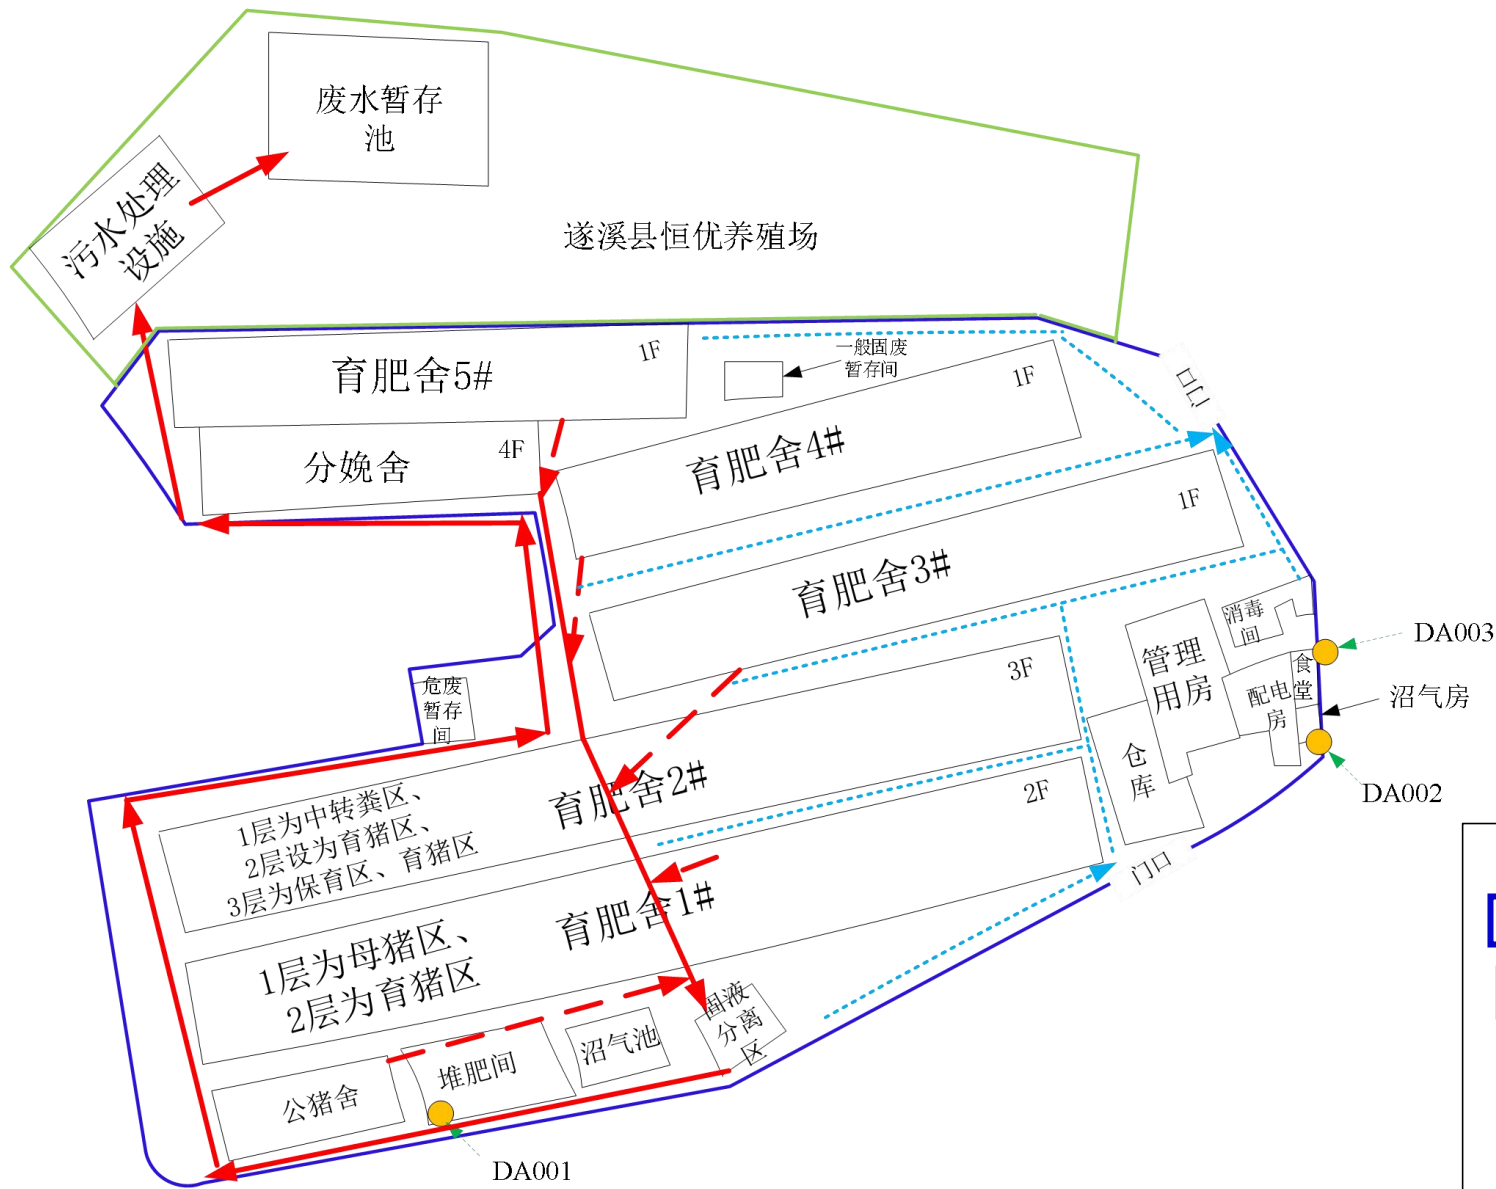 废水暂存
池
污水处理
设施
遂溪县恒优养殖场
育肥舍5#
1F
一般固废
暂存间
门口
分娩舍
4F
育肥舍4#
1F
育肥舍3#
1F
消毒
间
DA003
管理
用房
食
堂
配电
房
沼气房
危废
暂存
间
3F
仓
库
DA002
育肥舍2#
1层为中转粪区、
2层设为育猪区、
3层为保育区、育猪区
2F
门口
育肥舍1#
1层为母猪区、
2层为育猪区
固液
分离
区
沼气池
堆肥间
公猪舍
DA001